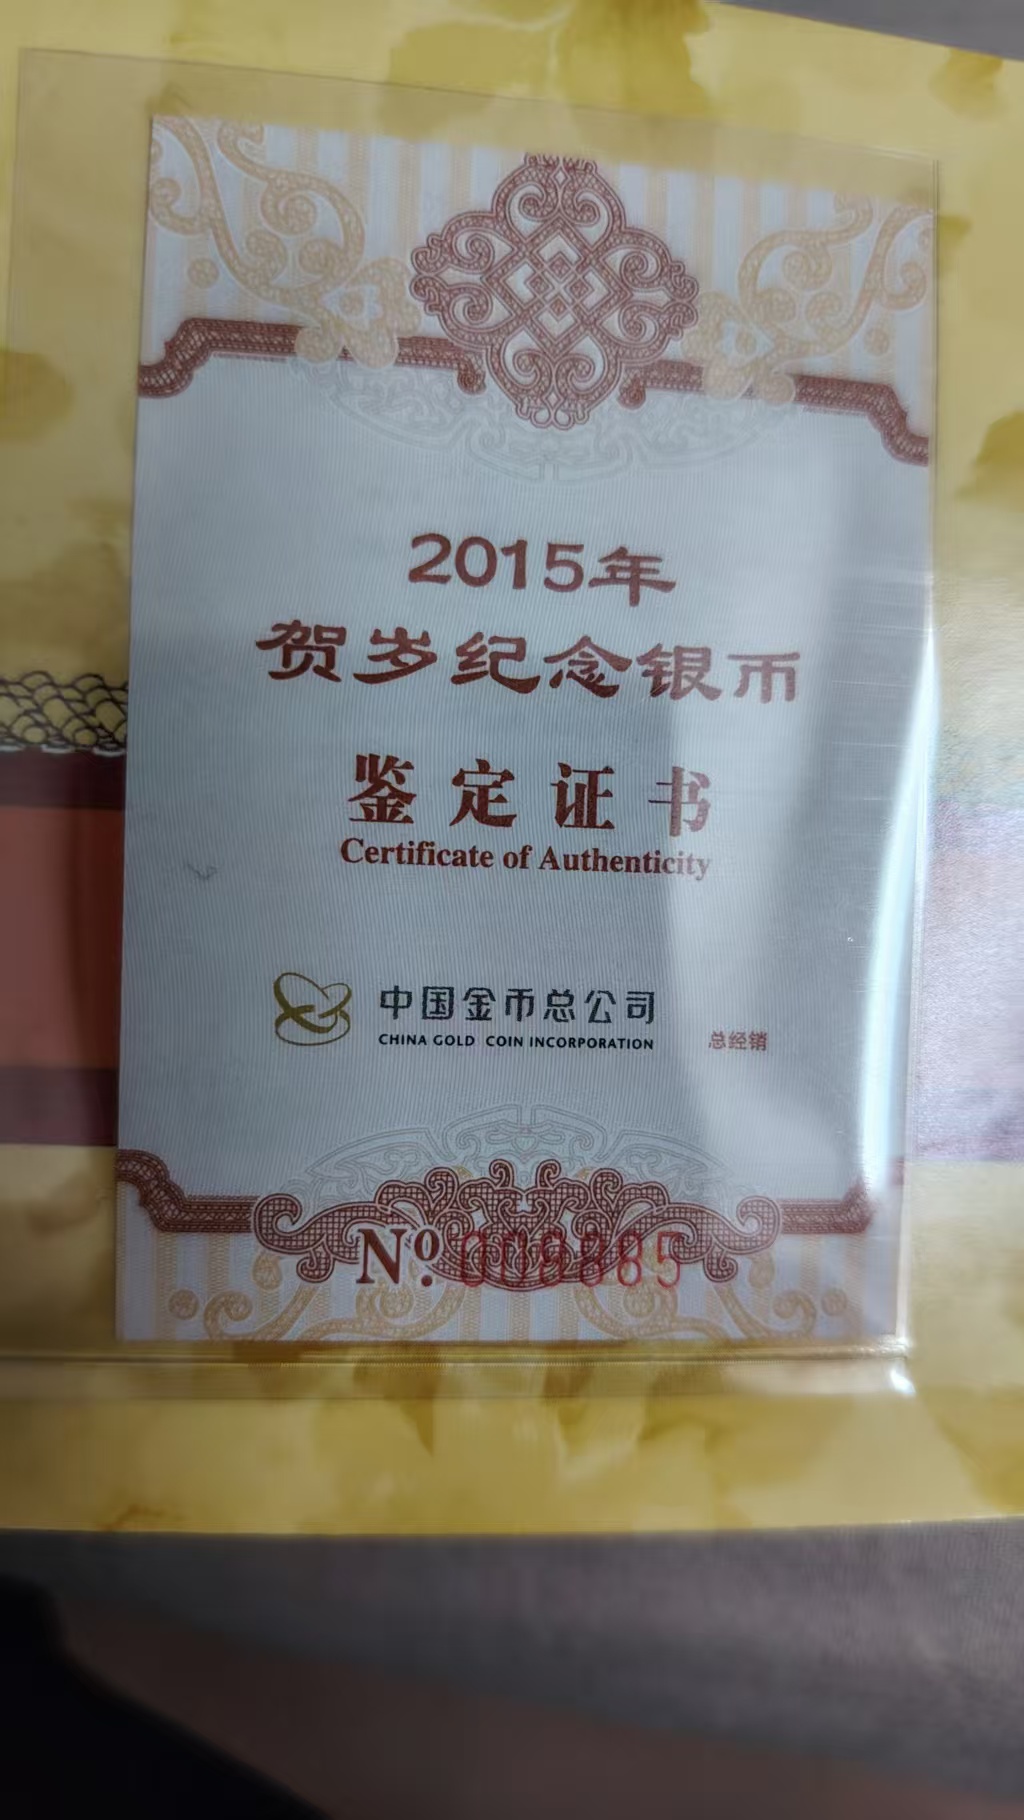 2015年
贺岁纪念银币
鉴定证书
Certificate of Authenticity
中国金币总公司
CHINA GOLD COIN INCORPORATION
总经销
Nº.